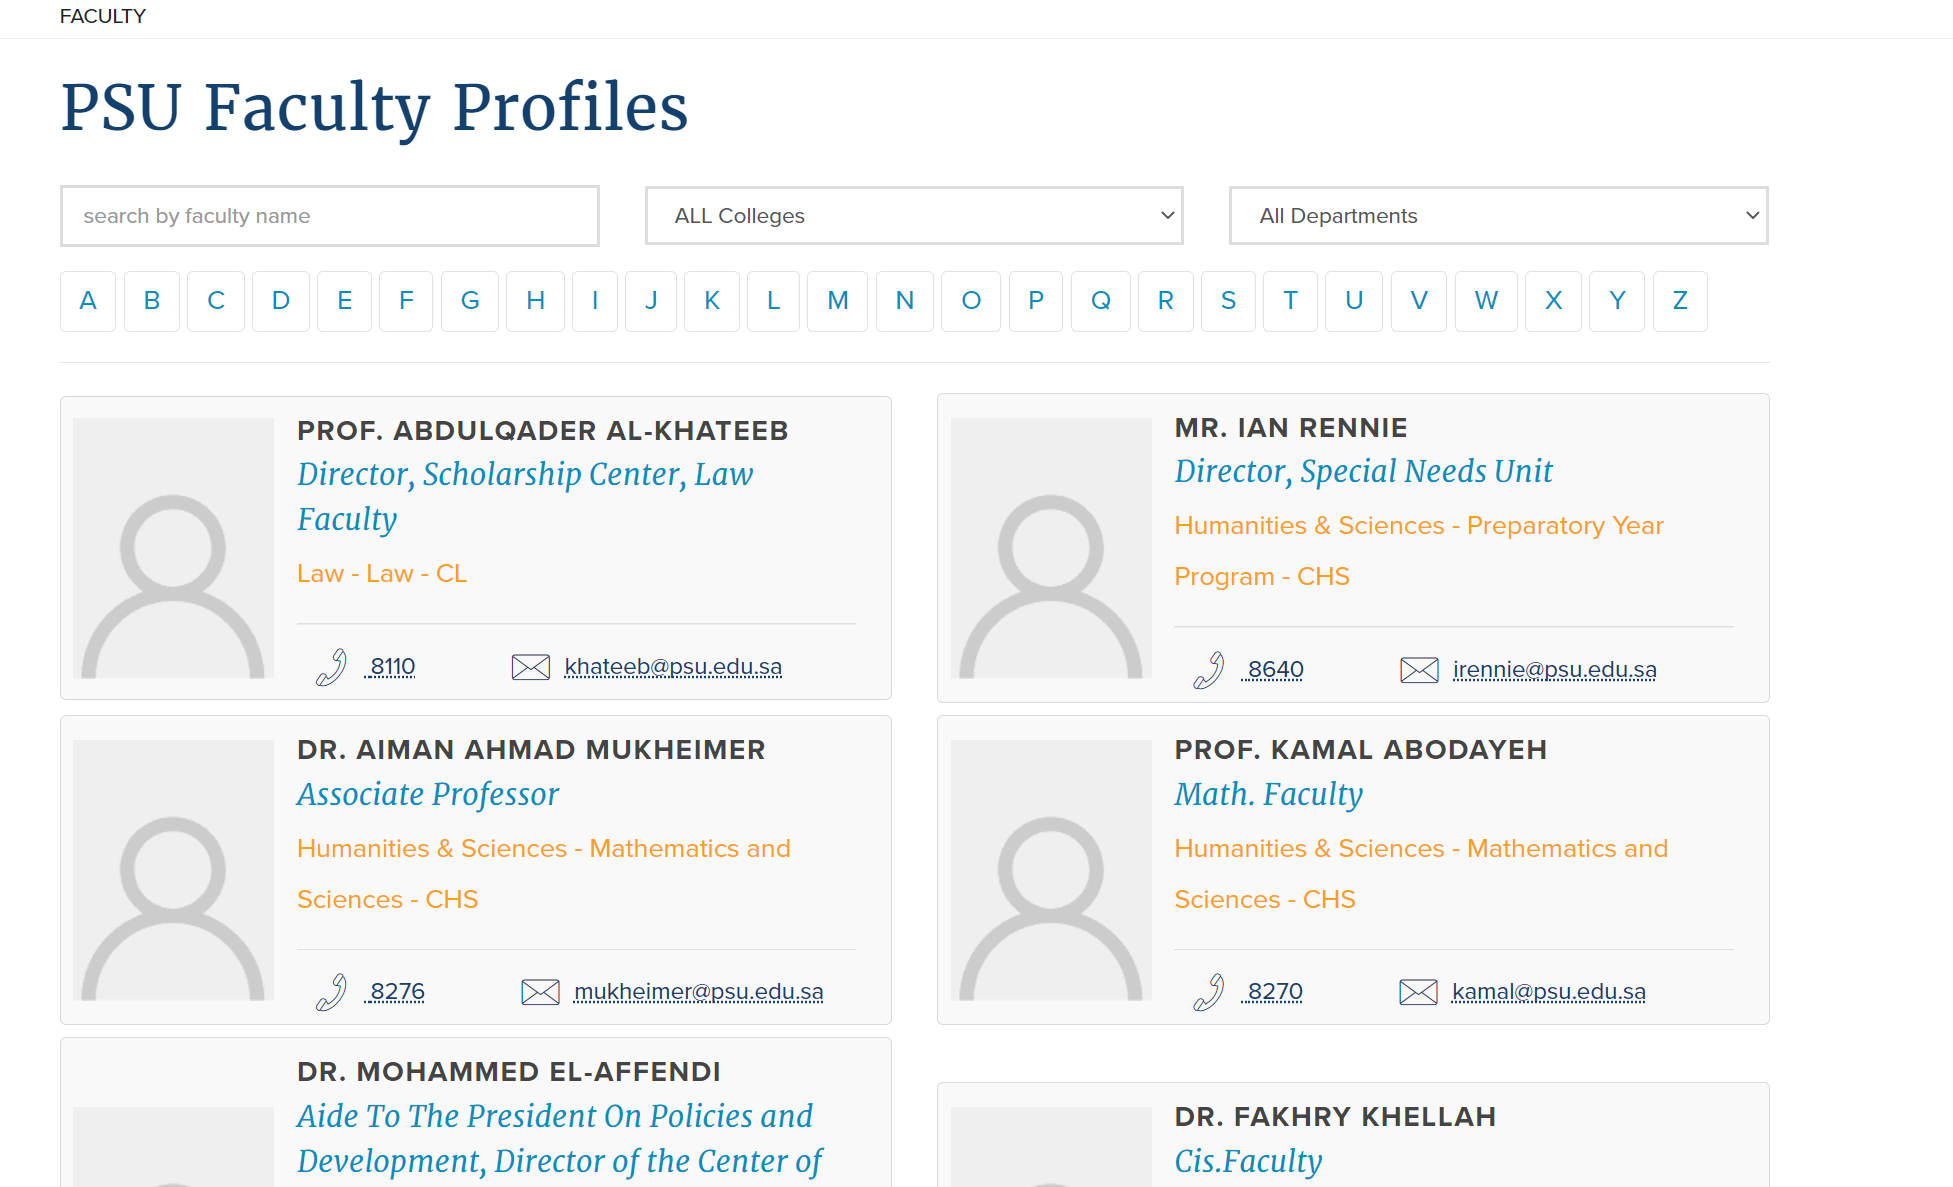 FACULTY
PSU Faculty Profiles
search by faculty name
ALL Colleges
All Departments
A B C D E F G H I J K L M N O P Q R S T U V W X Y Z
PROF. ABDULQADER AL-KHATEEB
Director, Scholarship Center, Law
Faculty
Law - Law - CL
8110
khateeb@psu.edu.sa
MR. IAN RENNIE
Director, Special Needs Unit
Humanities & Sciences - Preparatory Year
Program - CHS
8640
irennie@psu.edu.sa
DR. AIMAN AHMAD MUKHEIMER
Associate Professor
Humanities & Sciences - Mathematics and
Sciences - CHS
8276
mukheimer@psu.edu.sa
PROF. KAMAL ABODAYEH
Math. Faculty
Humanities & Sciences - Mathematics and
Sciences - CHS
8270
kamal@psu.edu.sa
DR. MOHAMMED EL-AFFENDI
Aide To The President On Policies and
Development, Director of the Center of
DR. FAKHRY KHELLAH
Cis.Faculty